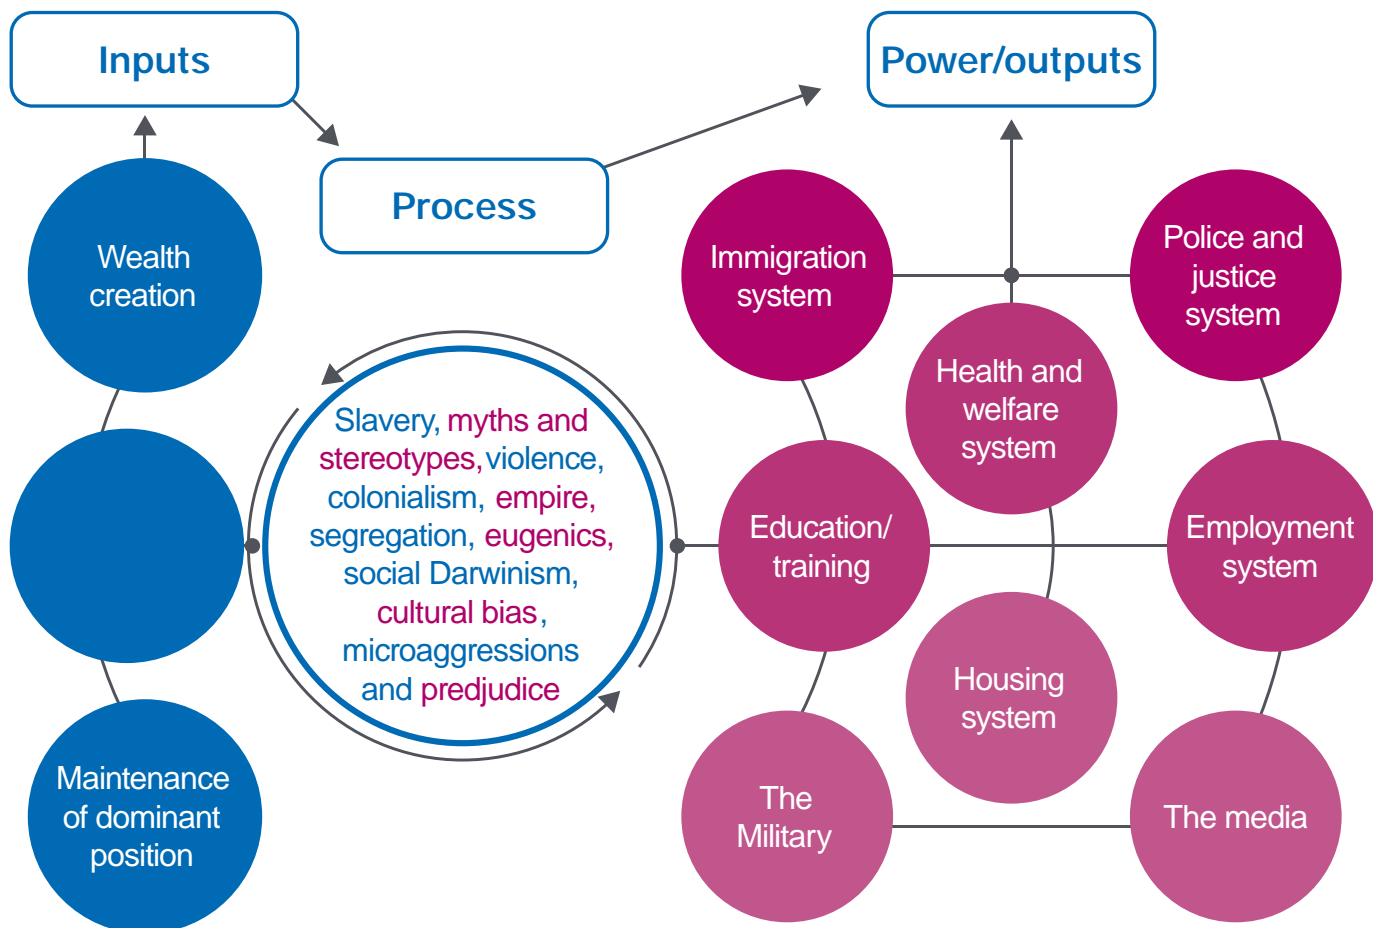 Inputs
Power/outputs
Process
Wealth
creation
Maintenance
of dominant
position
Slavery, myths and
stereotypes, violence,
colonialism, empire,
segregation, eugenics,
social Darwinism,
cultural bias,
microaggressions
and predjudice
Immigration
system
Police and
justice
system
Health and
welfare
system
Education/
training
Employment
system
Housing
system
The
Military
The media